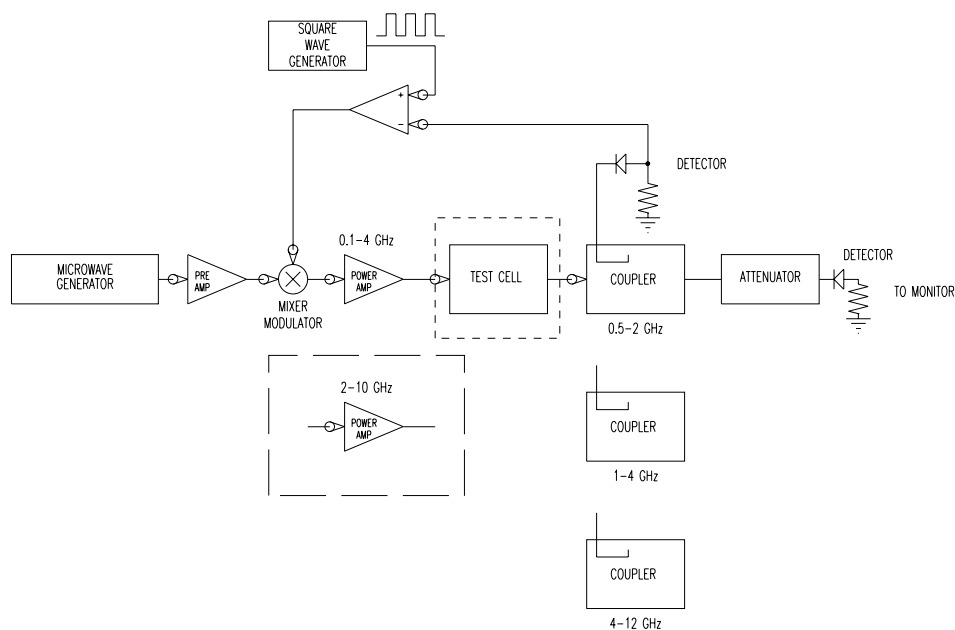 SQUARE
WAVE
GENERATOR
+
−
DETECTOR
0.1–4 GHz
MICROWAVE
GENERATOR
PRE
AMP
MIXER
MODULATOR
POWER
AMP
TEST CELL
COUPLER
0.5–2 GHz
ATTENUATOR
DETECTOR
TO MONITOR
2–10 GHz
POWER
AMP
COUPLER
1–4 GHz
COUPLER
4–12 GHz